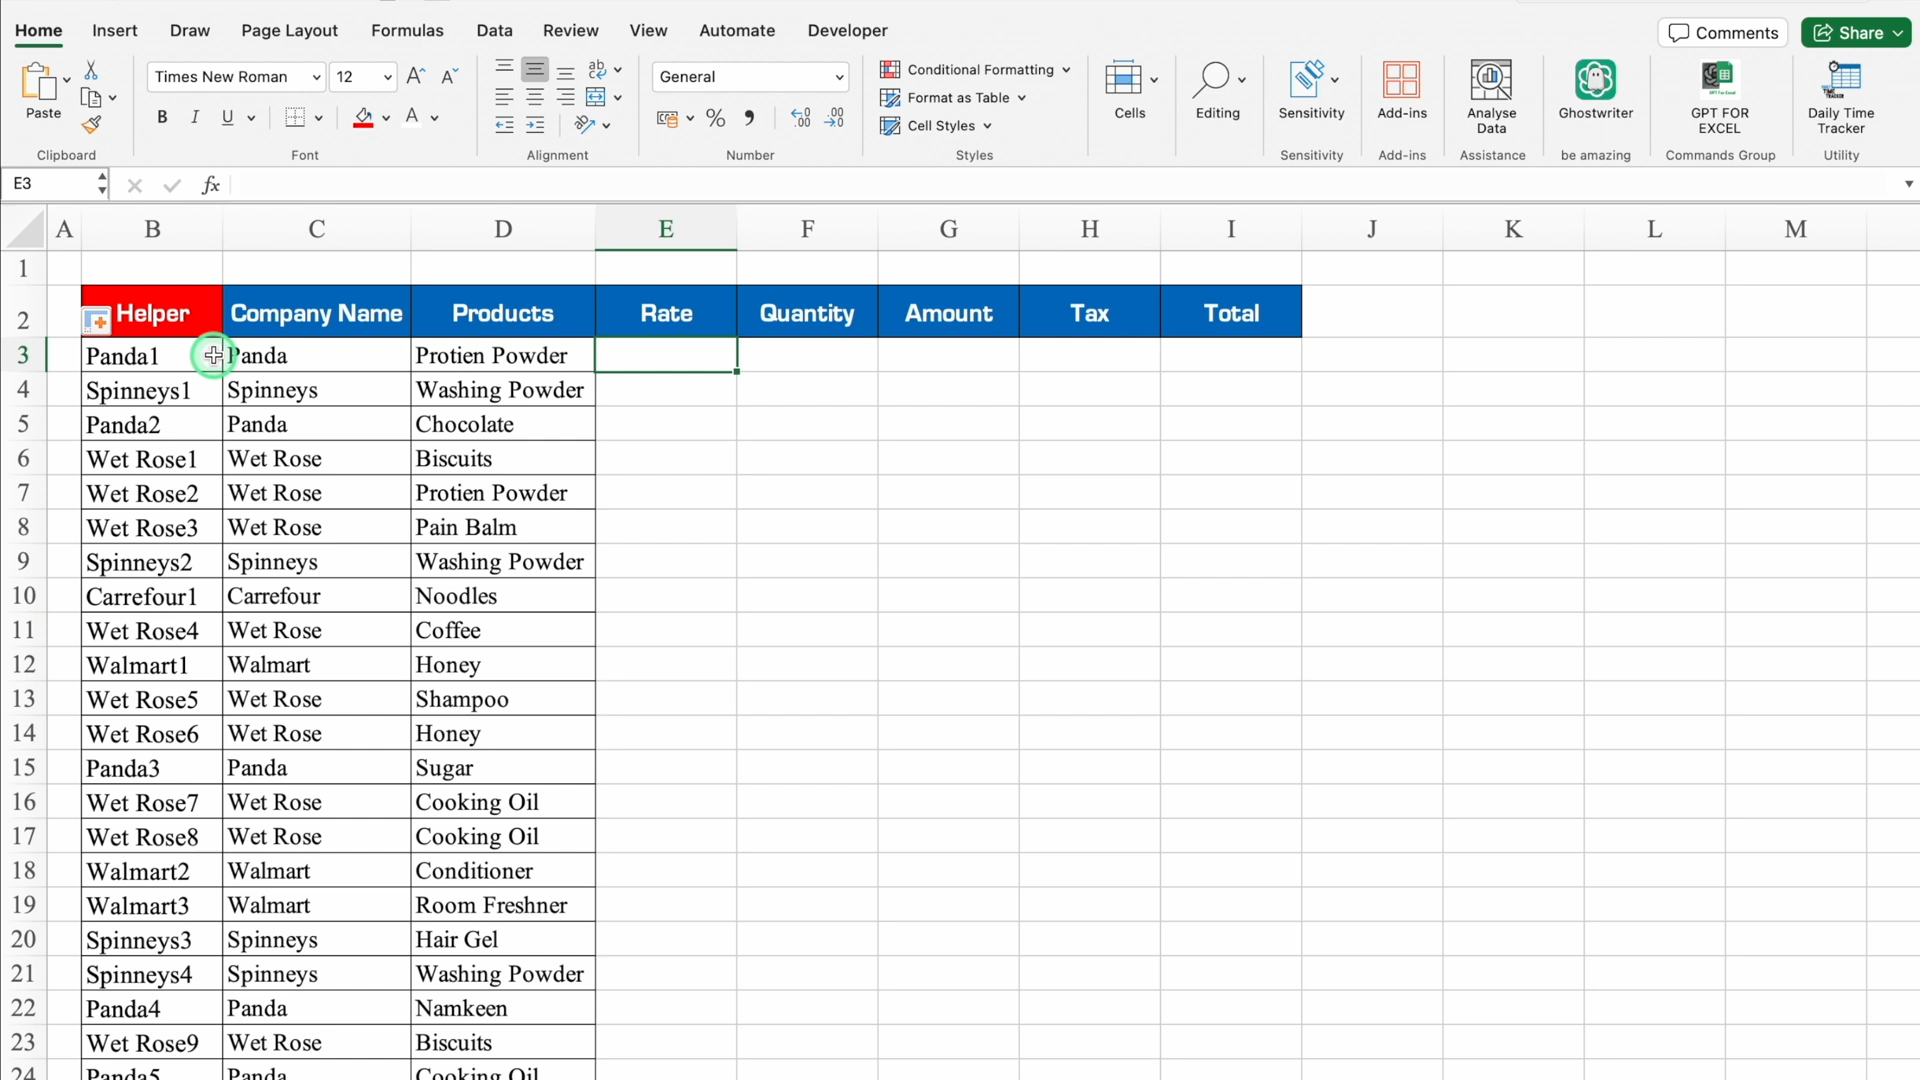 Home Insert Draw Page Layout Formulas Data Review View Automate Developer Comments Share
Times New Roman 12 General Conditional Formatting
Format as Table
Cell Styles
Paste B I U A ab % Cells Editing Sensitivity Add-ins Analyse Data Ghostwriter GPT FOR EXCEL Daily Time Tracker
Clipboard Font Alignment Number Styles Sensitivity Add-ins Assistance be amazing Commands Group Utility
E3 fx
A B C D E F G H I J K L M
1
2 Helper Company Name Products Rate Quantity Amount Tax Total
3 Panda1 Panda Protien Powder
4 Spinneys1 Spinneys Washing Powder
5 Panda2 Panda Chocolate
6 Wet Rose1 Wet Rose Biscuits
7 Wet Rose2 Wet Rose Protien Powder
8 Wet Rose3 Wet Rose Pain Balm
9 Spinneys2 Spinneys Washing Powder
10 Carrefour1 Carrefour Noodles
11 Wet Rose4 Wet Rose Coffee
12 Walmart1 Walmart Honey
13 Wet Rose5 Wet Rose Shampoo
14 Wet Rose6 Wet Rose Honey
15 Panda3 Panda Sugar
16 Wet Rose7 Wet Rose Cooking Oil
17 Wet Rose8 Wet Rose Cooking Oil
18 Walmart2 Walmart Conditioner
19 Walmart3 Walmart Room Freshner
20 Spinneys3 Spinneys Hair Gel
21 Spinneys4 Spinneys Washing Powder
22 Panda4 Panda Namkeen
23 Wet Rose9 Wet Rose Biscuits
24 Panda5 Panda Cooking Oil